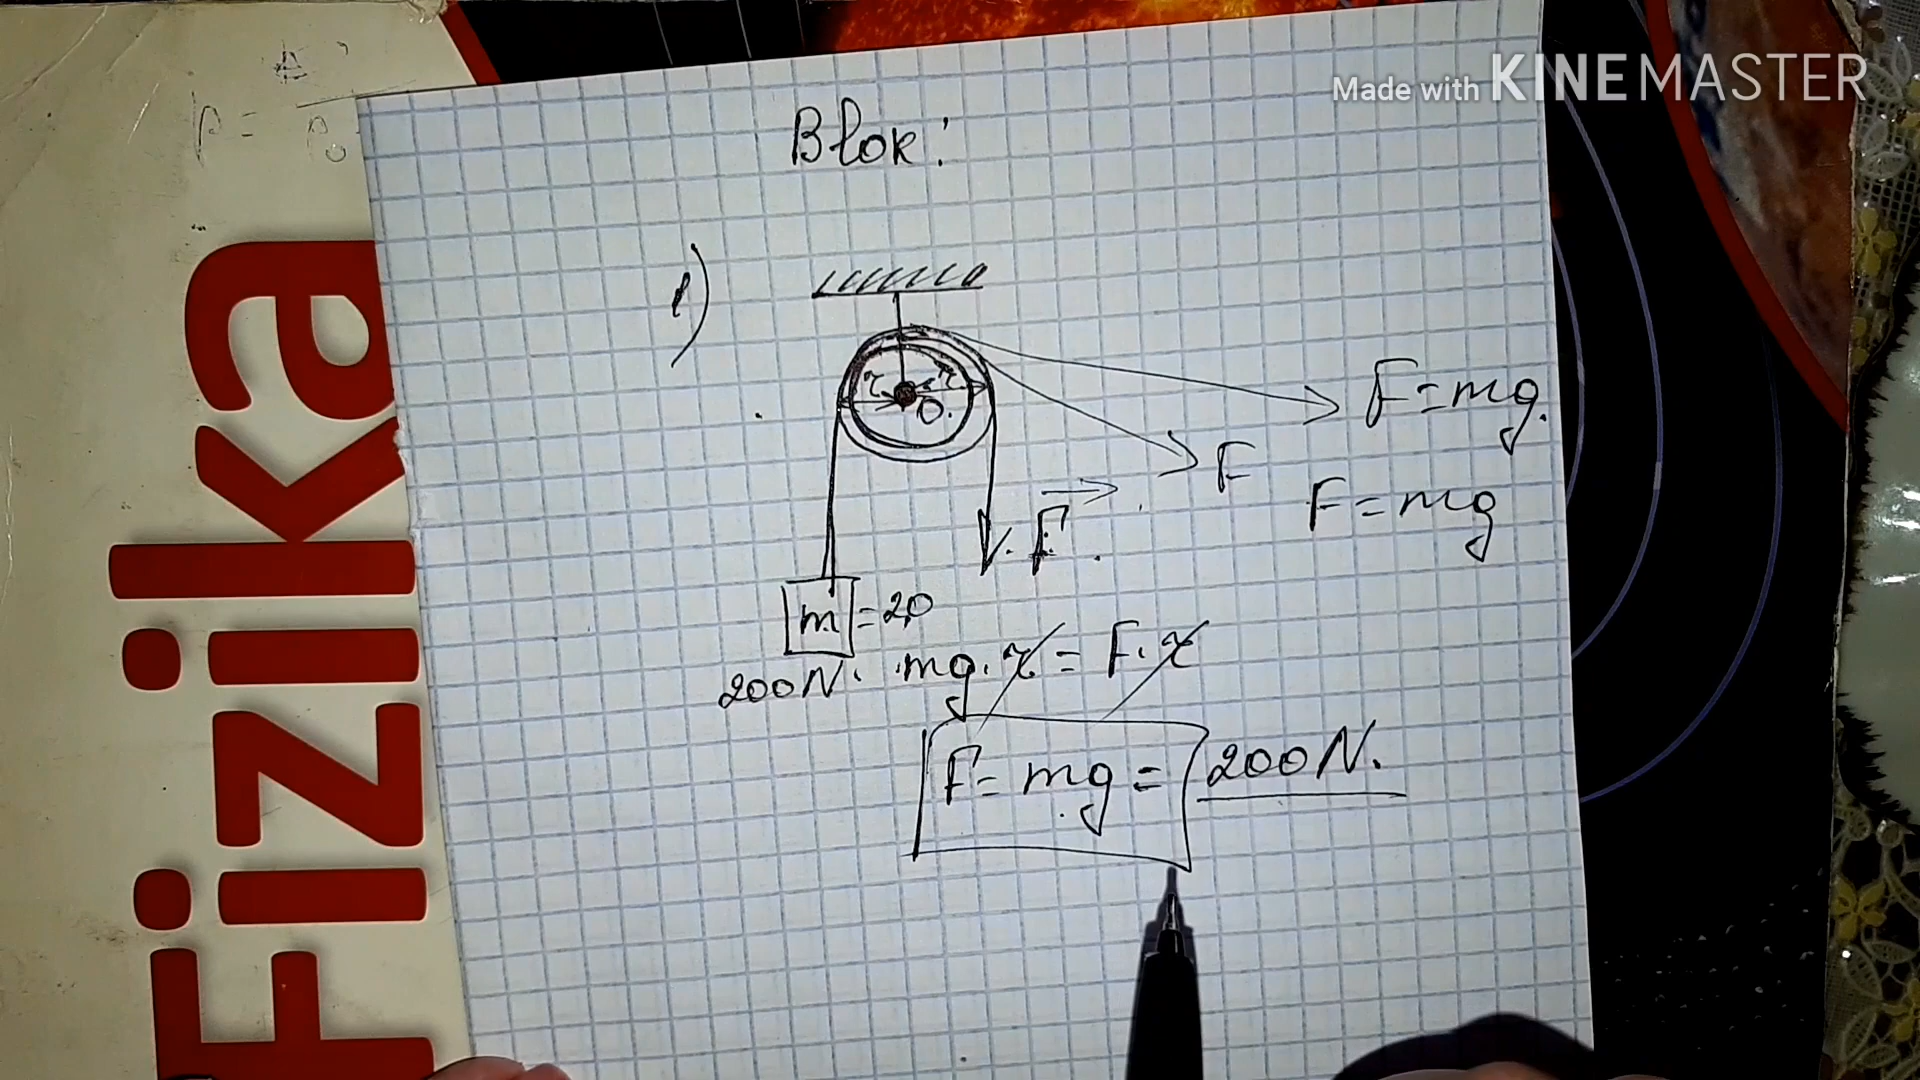 Made with KINEMASTER
Fizika
Blok:
1)
r r
O.
F = mg.
F
F = mg
F
m = 20
200N. mg · r = F · r
F = mg = 200N.